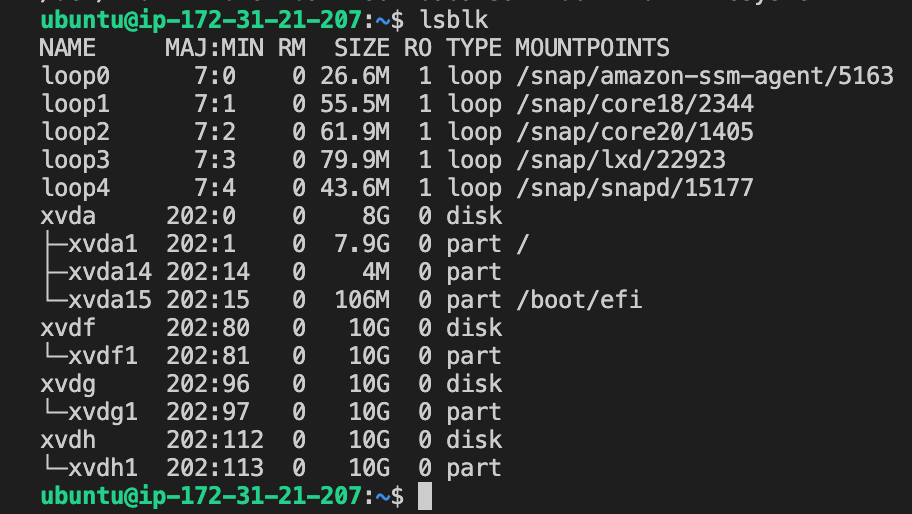 ubuntu@ip-172-31-21-207:~$ lsblk
NAME     MAJ:MIN RM  SIZE RO TYPE MOUNTPOINTS
loop0      7:0    0 26.6M  1 loop /snap/amazon-ssm-agent/5163
loop1      7:1    0 55.5M  1 loop /snap/core18/2344
loop2      7:2    0 61.9M  1 loop /snap/core20/1405
loop3      7:3    0 79.9M  1 loop /snap/lxd/22923
loop4      7:4    0 43.6M  1 loop /snap/snapd/15177
xvda     202:0    0    8G  0 disk
├─xvda1  202:1    0  7.9G  0 part /
├─xvda14 202:14   0    4M  0 part
└─xvda15 202:15   0  106M  0 part /boot/efi
xvdf     202:80   0   10G  0 disk
└─xvdf1  202:81   0   10G  0 part
xvdg     202:96   0   10G  0 disk
└─xvdg1  202:97   0   10G  0 part
xvdh     202:112  0   10G  0 disk
└─xvdh1  202:113  0   10G  0 part
ubuntu@ip-172-31-21-207:~$